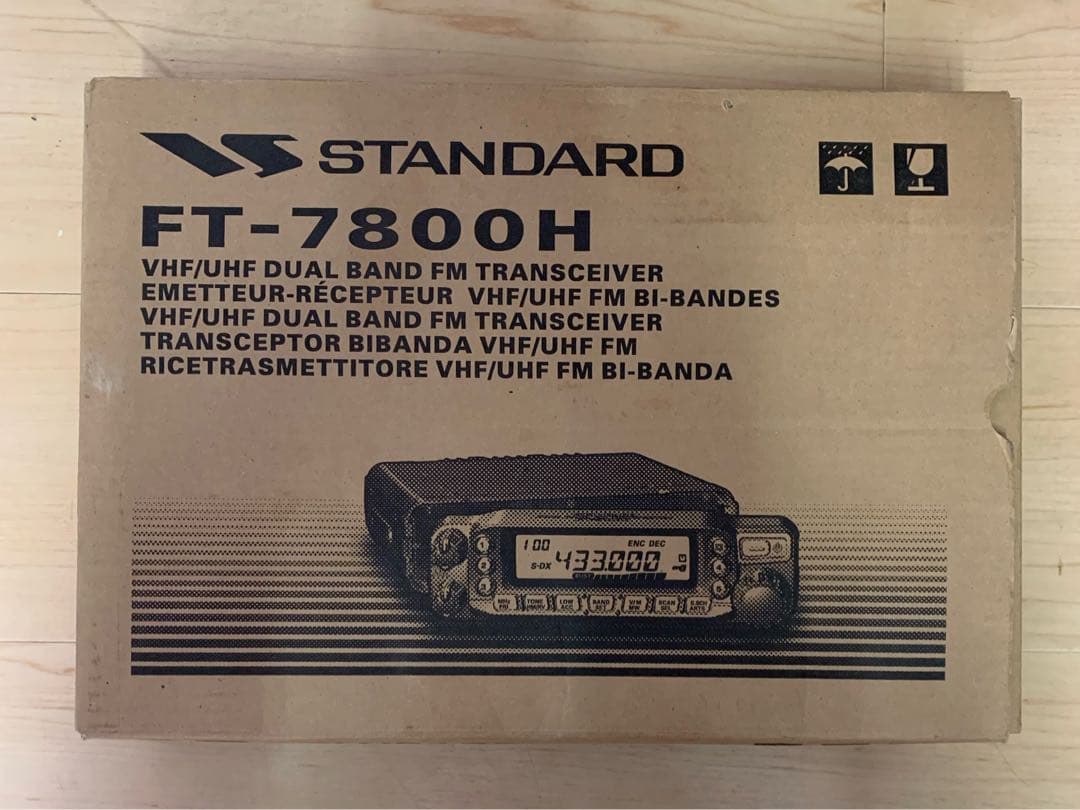 VS STANDARD
FT-7800H
VHF/UHF DUAL BAND FM TRANSCEIVER
EMETTEUR-RÉCEPTEUR VHF/UHF FM BI-BANDES
VHF/UHF DUAL BAND FM TRANSCEIVER
TRANSCEPTOR BIBANDA VHF/UHF FM
RICETRASMETTITORE VHF/UHF FM BI-BANDA
100 ENC DEC
S-DX 433.000